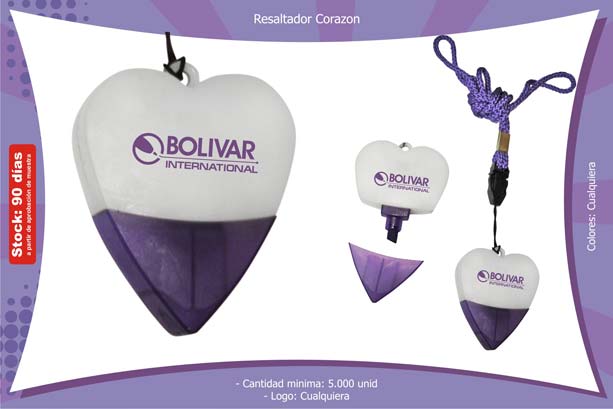 Resaltador Corazon
BOLIVAR
INTERNATIONAL
BOLIVAR
INTERNATIONAL
BOLIVAR
INTERNATIONAL
Stock: 90 días
a partir de aprobación de muestra
Colores: Cualquiera
- Cantidad minima: 5.000 unid
- Logo: Cualquiera